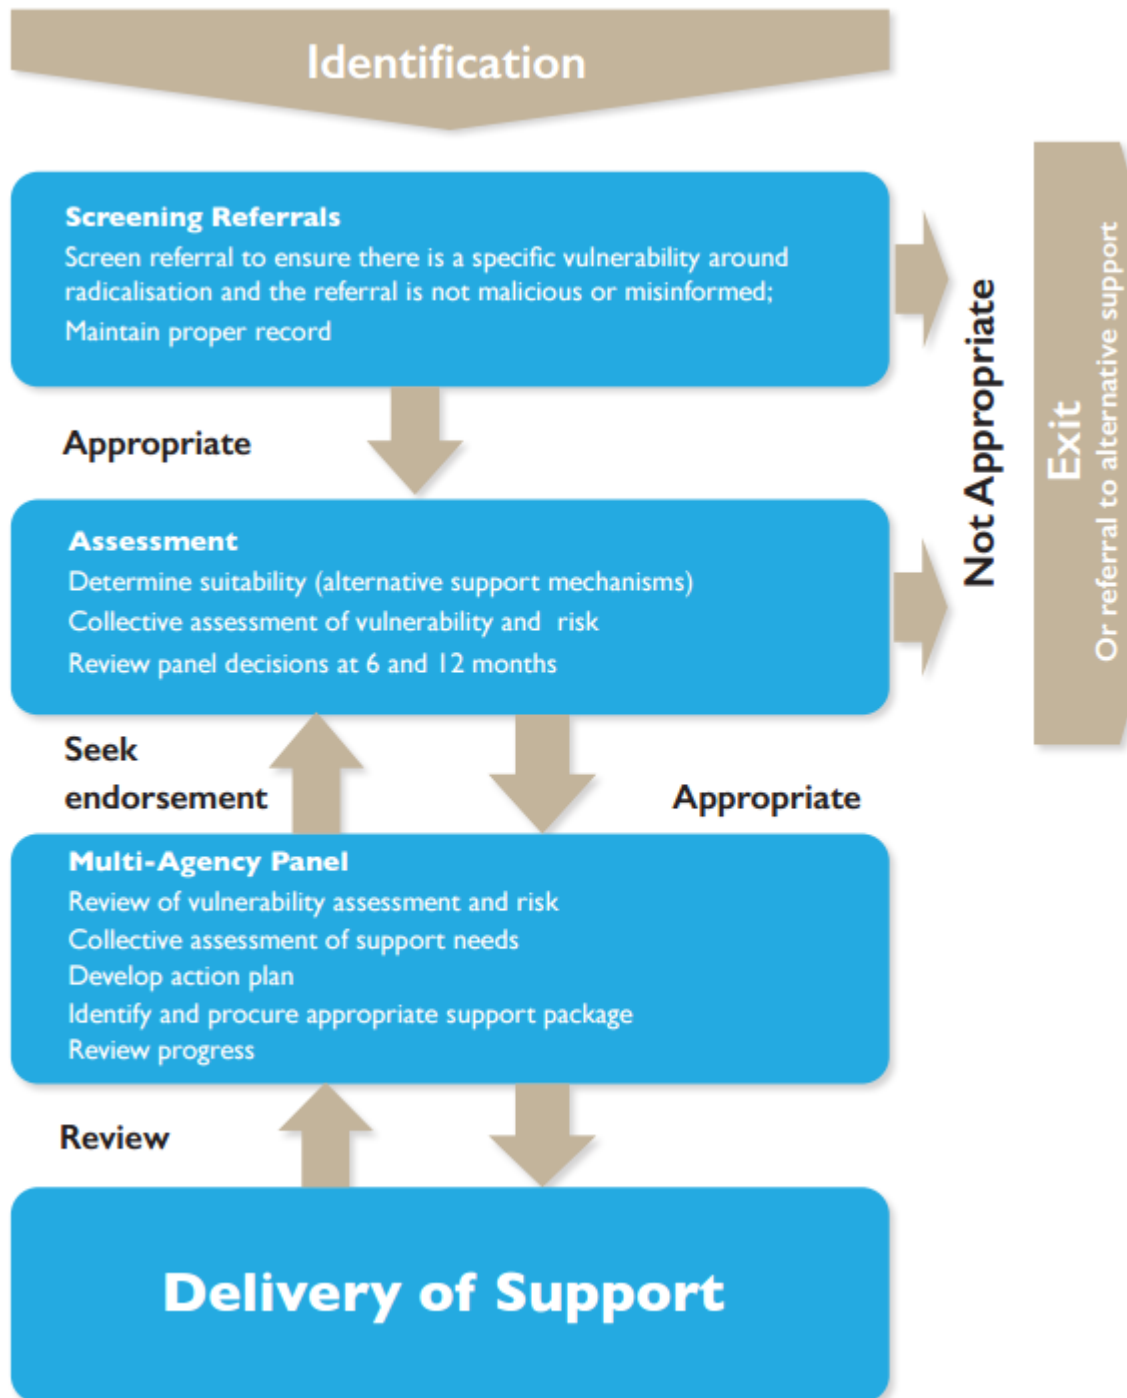 Identification
Screening Referrals
Screen referral to ensure there is a specific vulnerability around
radicalisation and the referral is not malicious or misinformed;
Maintain proper record
Appropriate
Not Appropriate
Exit
Or referral to alternative support
Assessment
Determine suitability (alternative support mechanisms)
Collective assessment of vulnerability and risk
Review panel decisions at 6 and 12 months
Seek
endorsement
Appropriate
Multi-Agency Panel
Review of vulnerability assessment and risk
Collective assessment of support needs
Develop action plan
Identify and procure appropriate support package
Review progress
Review
Delivery of Support